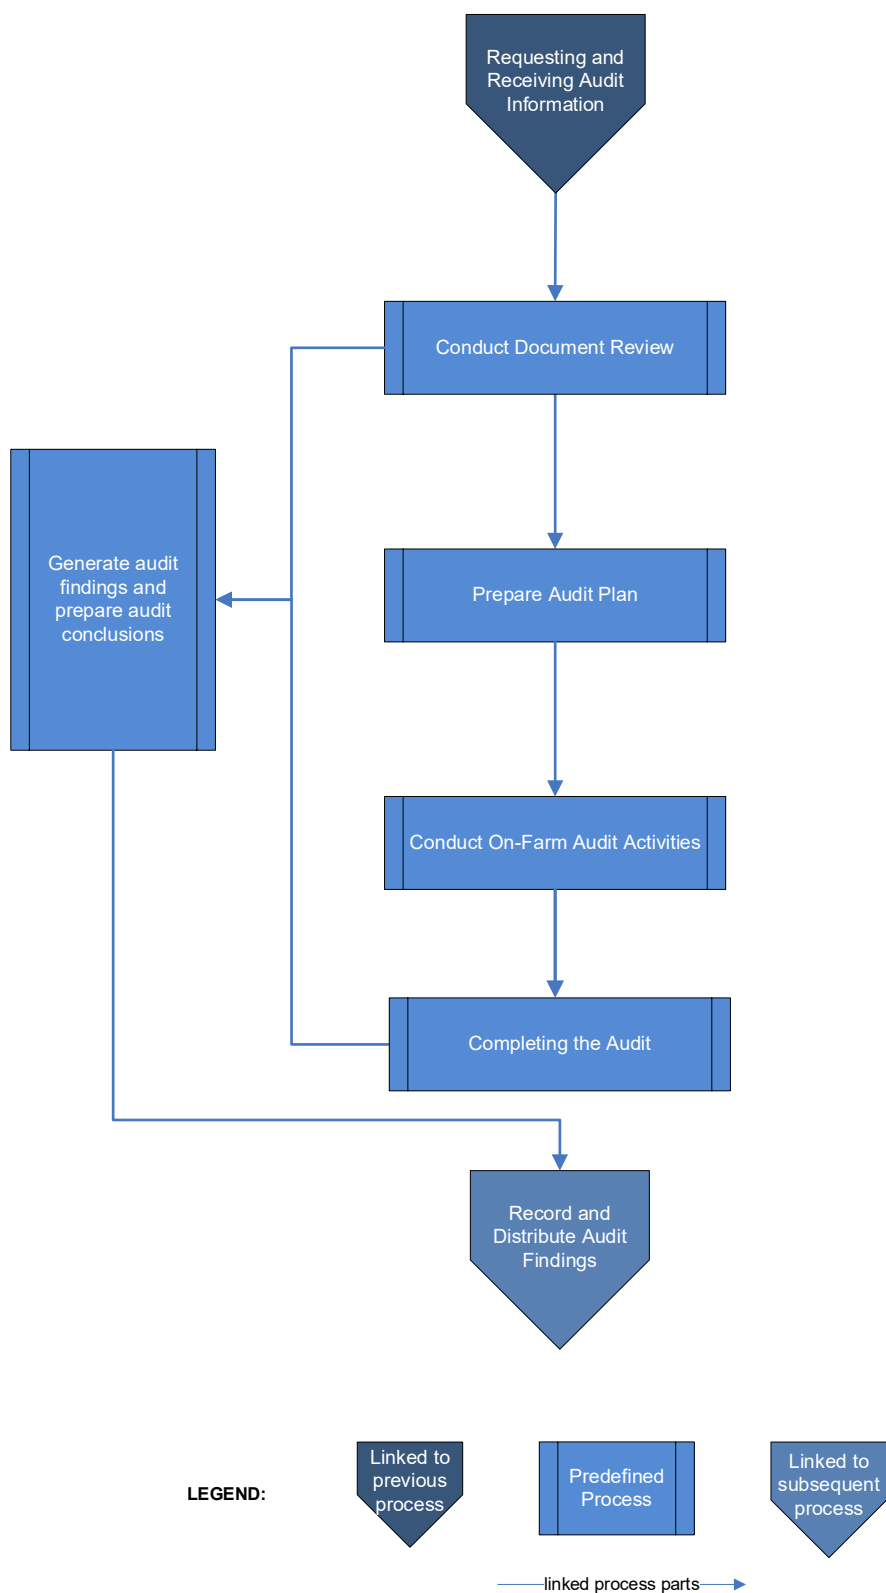 Requesting and
Receiving Audit
Information
Conduct Document Review
Generate audit
findings and
prepare audit
conclusions
Prepare Audit Plan
Conduct On-Farm Audit Activities
Completing the Audit
Record and
Distribute Audit
Findings
LEGEND:
Linked to
previous
process
Predefined
Process
Linked to
subsequent
process
linked process parts